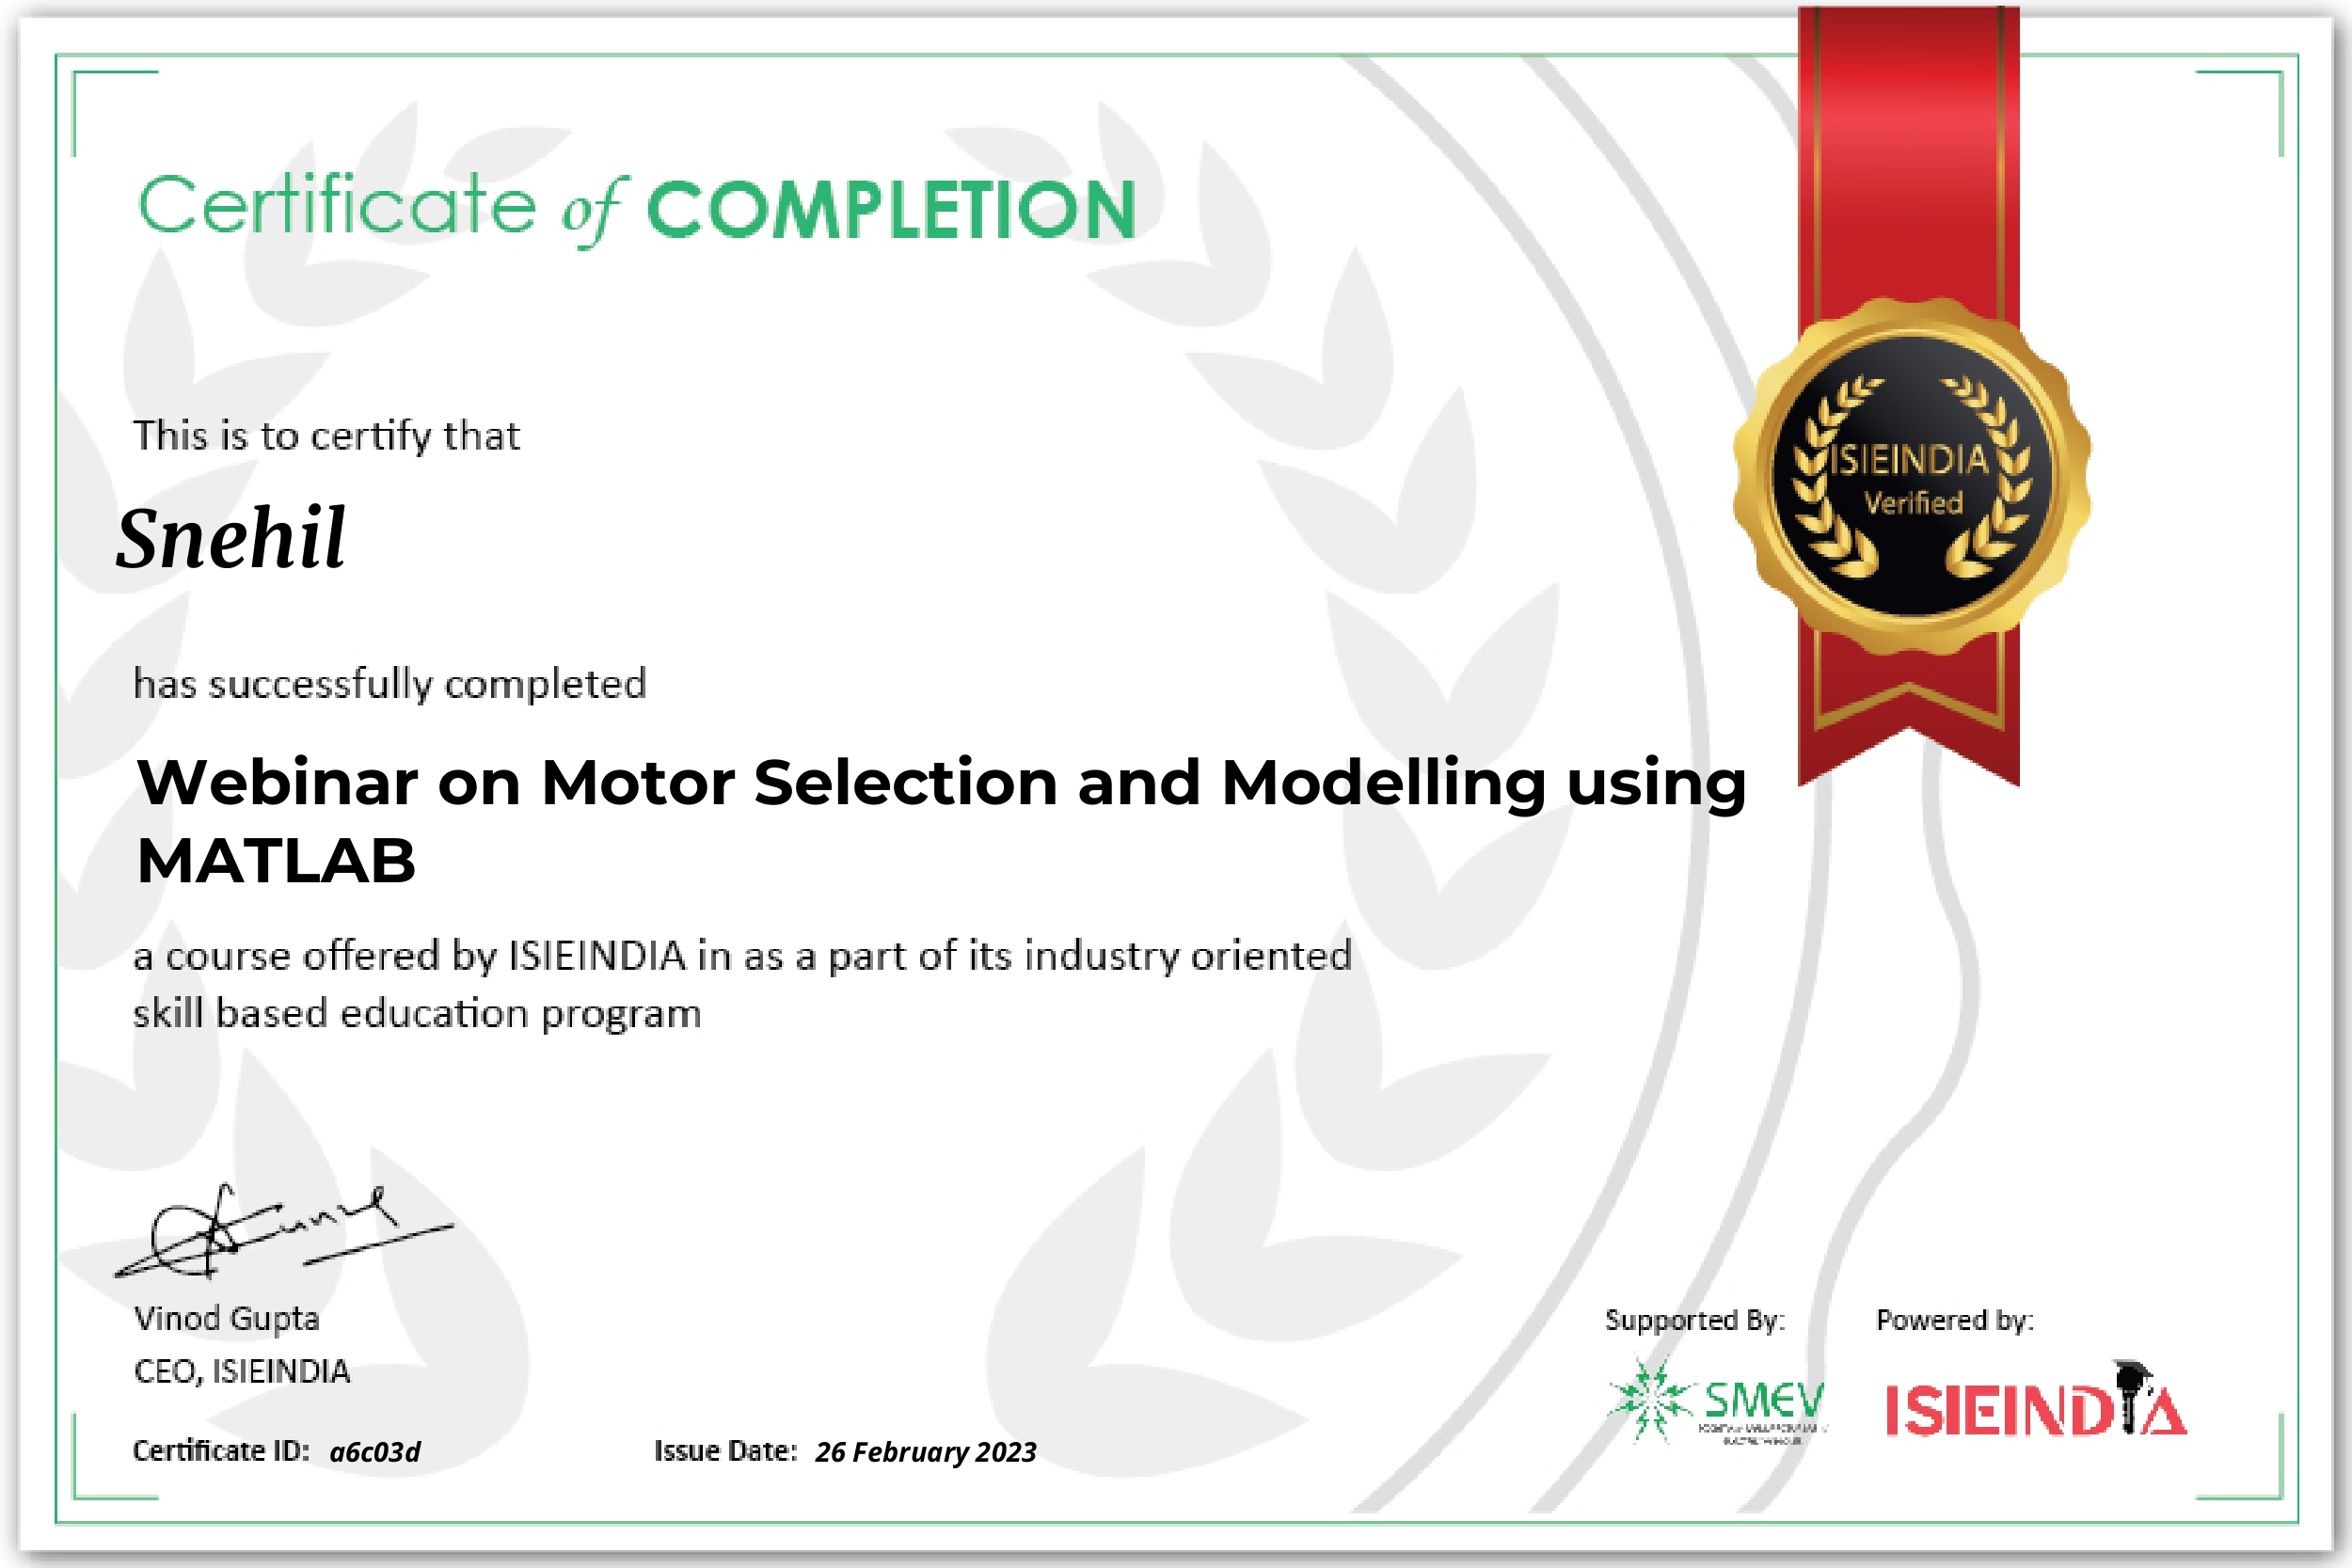 Certificate of COMPLETION
ISIEINDIA
Verified
This is to certify that
Snehil
has successfully completed
Webinar on Motor Selection and Modelling using
MATLAB
a course offered by ISIEINDIA in as a part of its industry oriented
skill based education program
Vinod Gupta
CEO, ISIEINDIA
Certificate ID: a6c03d
Issue Date: 26 February 2023
Supported By:
SMEV
Powered by:
ISIEINDIA